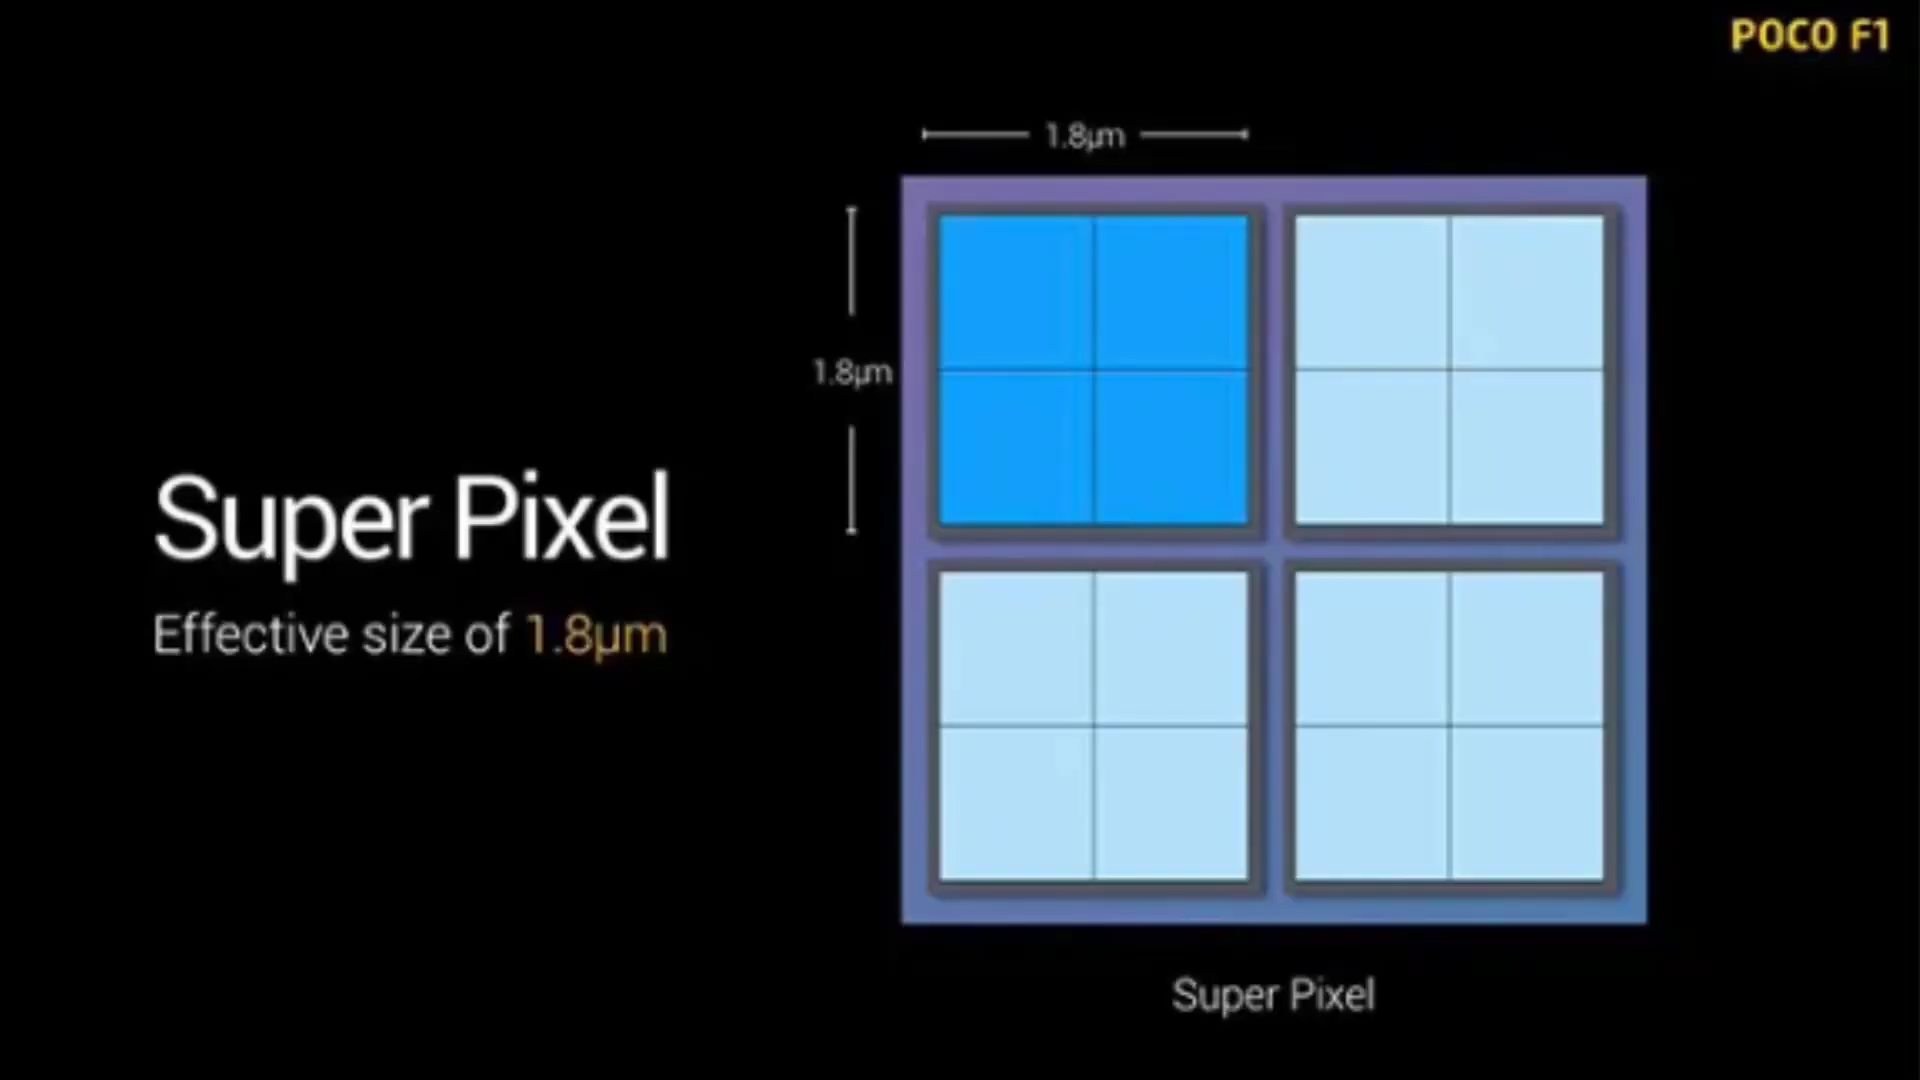 POCO F1
1.8µm
1.8µm
Super Pixel
Effective size of 1.8µm
Super Pixel